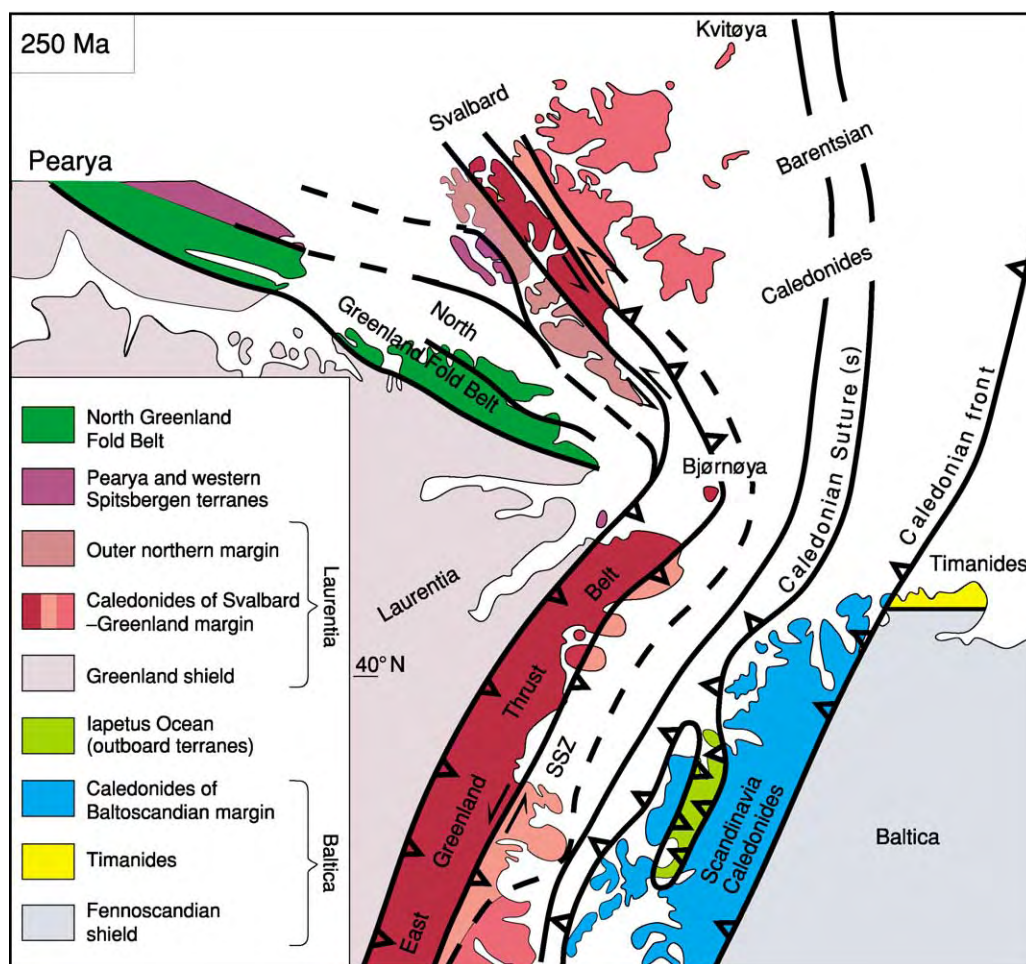 250 Ma
Kvitøya
Svalbard
Barentsian
Pearya
Caledonides
North
Greenland Fold Belt
Caledonian Suture (s)
Caledonian front
Bjørnøya
Timanides
Laurentia
Belt
40° N
Thrust
SSZ
Greenland
East
Scandinavia
Caledonides
Baltica
North Greenland
Fold Belt
Pearya and western
Spitsbergen terranes
Outer northern margin
Caledonides of Svalbard
–Greenland margin
Greenland shield
Laurentia
Iapetus Ocean
(outboard terranes)
Caledonides of
Baltoscandian margin
Timanides
Fennoscandian
shield
Baltica